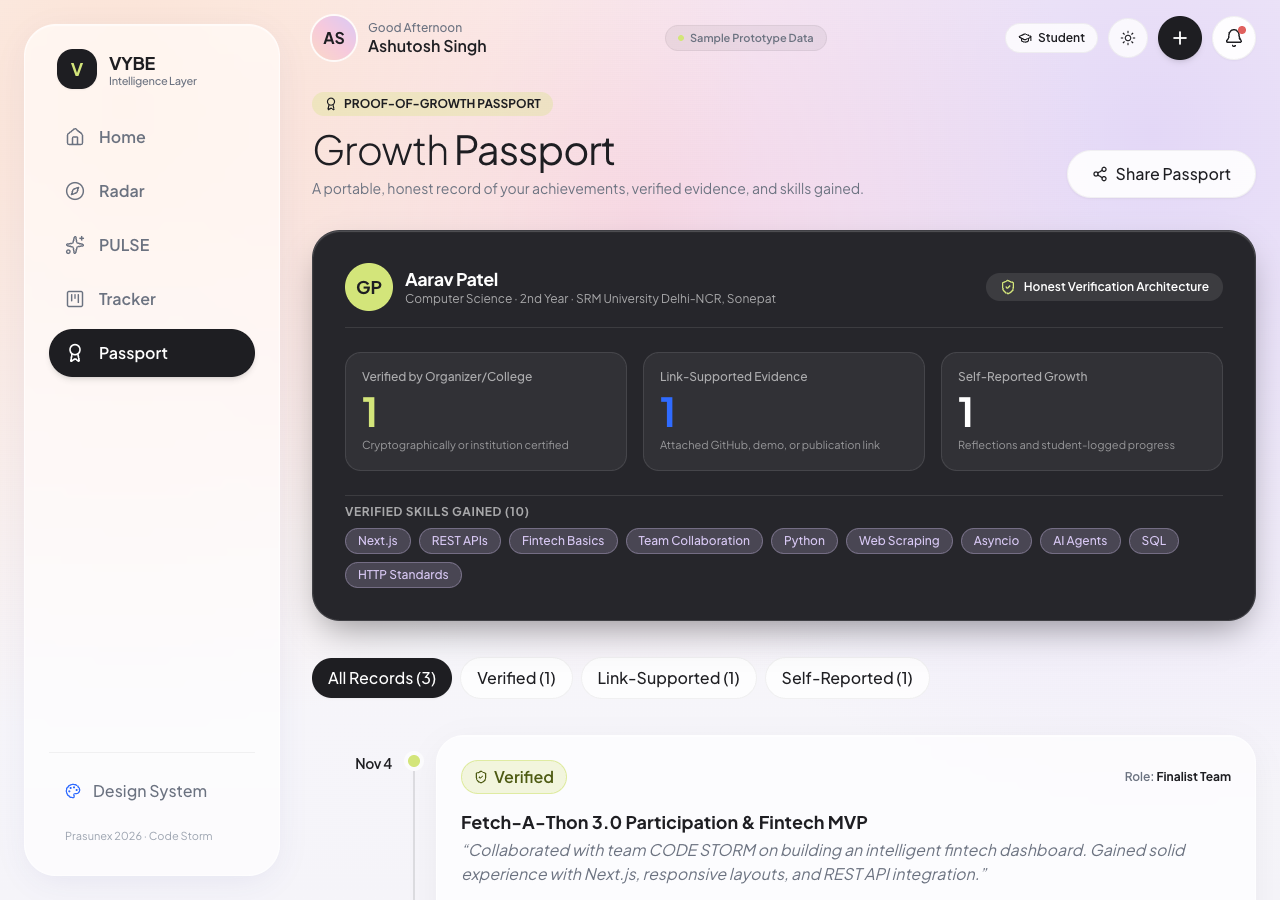 V
VYBE
Intelligence Layer
Home
Radar
PULSE
Tracker
Passport
Design System
Prasunex 2026 · Code Storm
AS
Good Afternoon
Ashutosh Singh
Sample Prototype Data
Student
PROOF-OF-GROWTH PASSPORT
Growth Passport
A portable, honest record of your achievements, verified evidence, and skills gained.
Share Passport
GP
Aarav Patel
Computer Science · 2nd Year · SRM University Delhi-NCR, Sonepat
Honest Verification Architecture
Verified by Organizer/College
1
Cryptographically or institution certified
Link-Supported Evidence
1
Attached GitHub, demo, or publication link
Self-Reported Growth
1
Reflections and student-logged progress
VERIFIED SKILLS GAINED (10)
Next.js REST APIs Fintech Basics Team Collaboration Python Web Scraping Asyncio AI Agents SQL
HTTP Standards
All Records (3) Verified (1) Link-Supported (1) Self-Reported (1)
Nov 4
Verified
Role: Finalist Team
Fetch-A-Thon 3.0 Participation & Fintech MVP
“Collaborated with team CODE STORM on building an intelligent fintech dashboard. Gained solid
experience with Next.js, responsive layouts, and REST API integration.”